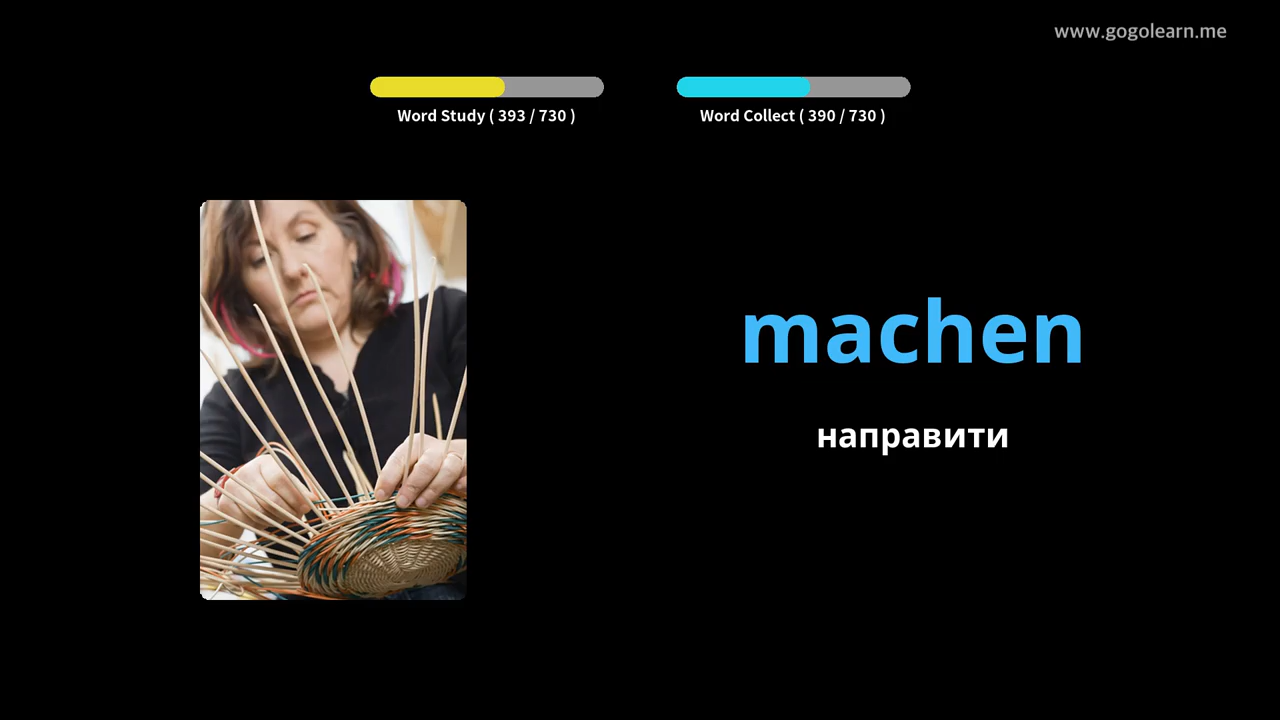 www.gogolearn.me
Word Study ( 393 / 730 )
Word Collect ( 390 / 730 )
machen
направити